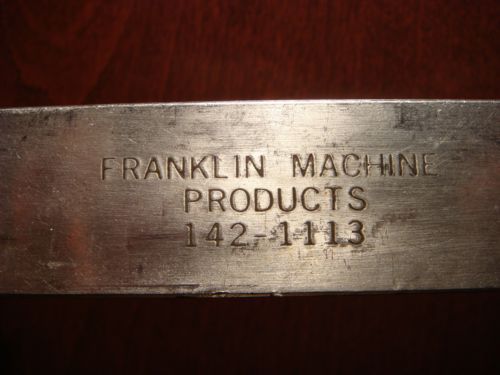 FRANKLIN MACHINE
PRODUCTS
142-1113